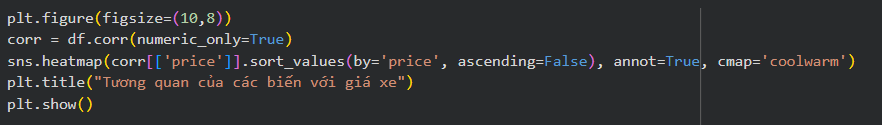 plt.figure(figsize=(10,8))
corr = df.corr(numeric_only=True)
sns.heatmap(corr[['price']].sort_values(by='price', ascending=False), annot=True, cmap='coolwarm')
plt.title("Tương quan của các biến với giá xe")
plt.show()